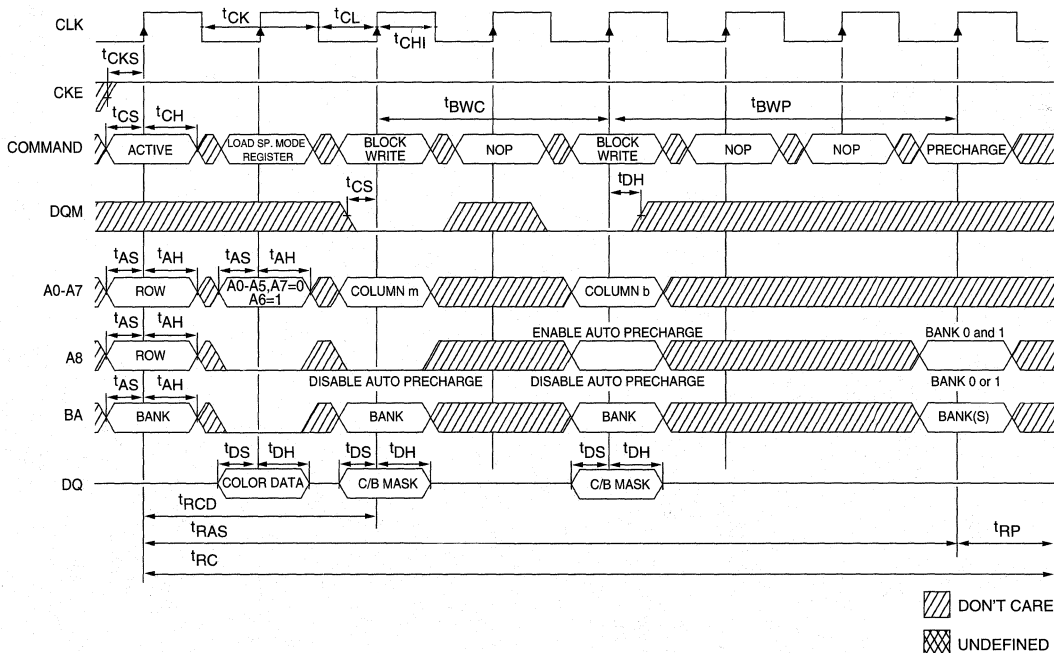 CLK
tCK
tCL
tCHI
tCKS
CKE
tCS
tCH
tBWC
tBWP
COMMAND
ACTIVE
LOAD SP. MODE
REGISTER
BLOCK
WRITE
NOP
BLOCK
WRITE
NOP
NOP
PRECHARGE
tCS
tDH
DQM
tAS
tAH
tAS
tAH
A0-A7
ROW
A0-A5,A7=0
A6=1
COLUMN m
COLUMN b
tAS
tAH
ENABLE AUTO PRECHARGE
BANK 0 and 1
A8
ROW
DISABLE AUTO PRECHARGE
DISABLE AUTO PRECHARGE
BANK 0 or 1
tAS
tAH
BA
BANK
BANK
BANK
BANK(S)
tDS
tDH
tDS
tDH
tDS
tDH
DQ
COLOR DATA
C/B MASK
C/B MASK
tRCD
tRAS
tRP
tRC
DON'T CARE
UNDEFINED